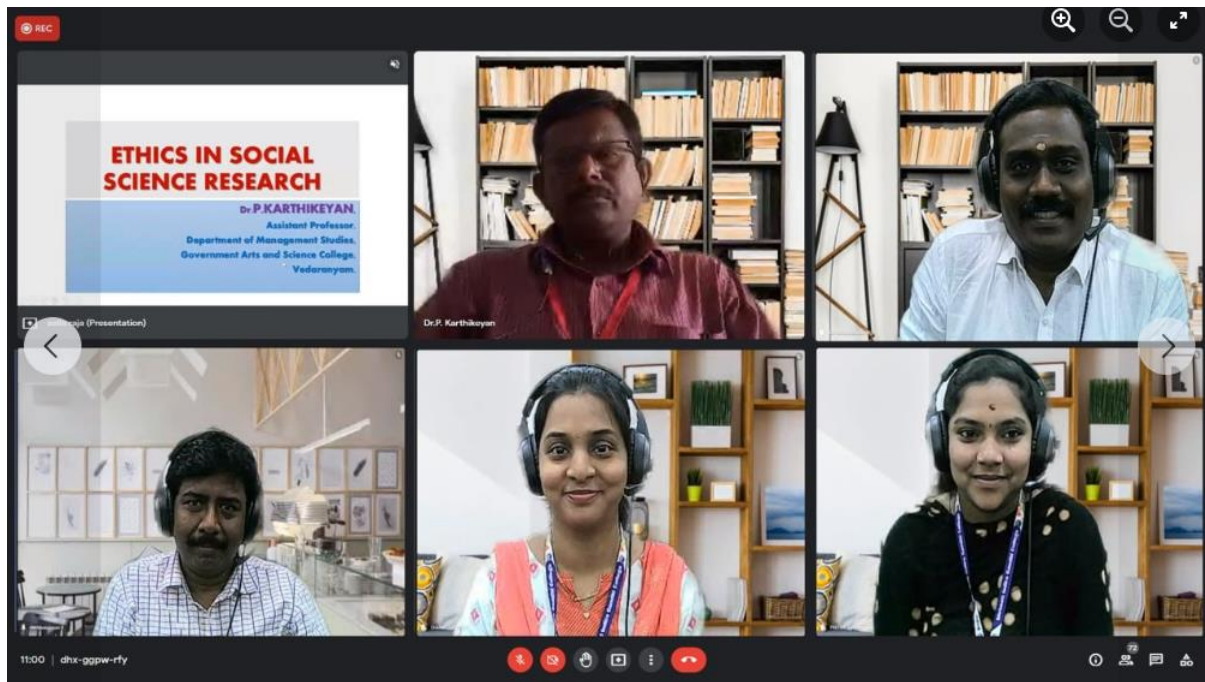 REC
ETHICS IN SOCIAL
SCIENCE RESEARCH
Dr.P.KARTHIKEYAN,
Assistant Professor,
Department of Management Studies,
Government Arts and Science College,
Vedaranyam.
raja (Presentation)
Dr.P. Karthikeyan
11:00 | dhx-ggpw-rfy
72